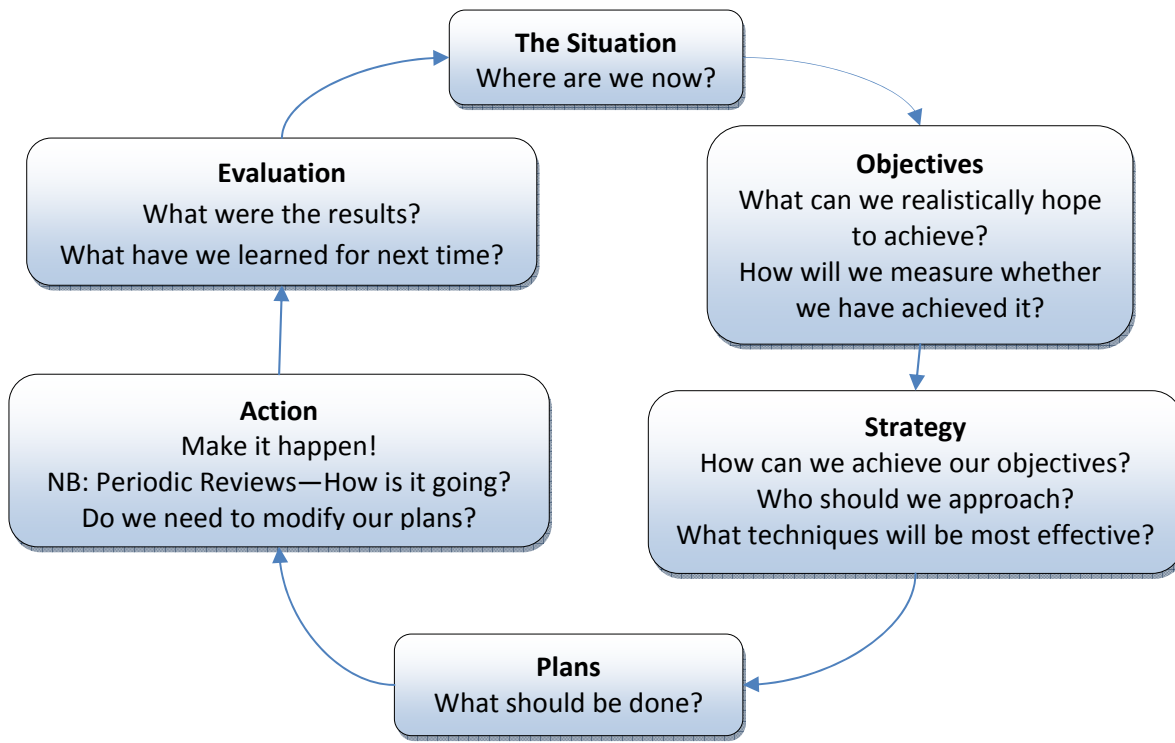 The Situation
Where are we now?
Objectives
What can we realistically hope
to achieve?
How will we measure whether
we have achieved it?
Strategy
How can we achieve our objectives?
Who should we approach?
What techniques will be most effective?
Plans
What should be done?
Action
Make it happen!
NB: Periodic Reviews—How is it going?
Do we need to modify our plans?
Evaluation
What were the results?
What have we learned for next time?